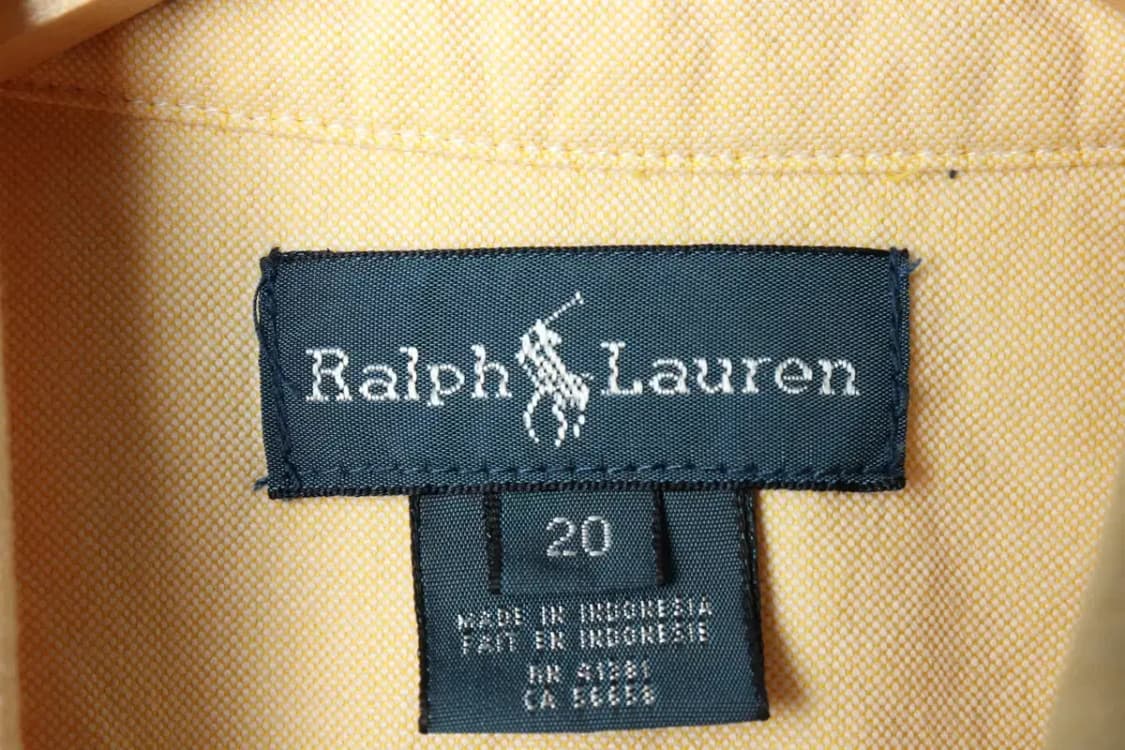 Ralph Lauren
20
MADE IN INDONESIA
FAIT EN INDONESIE
RN 41381
CA 56658